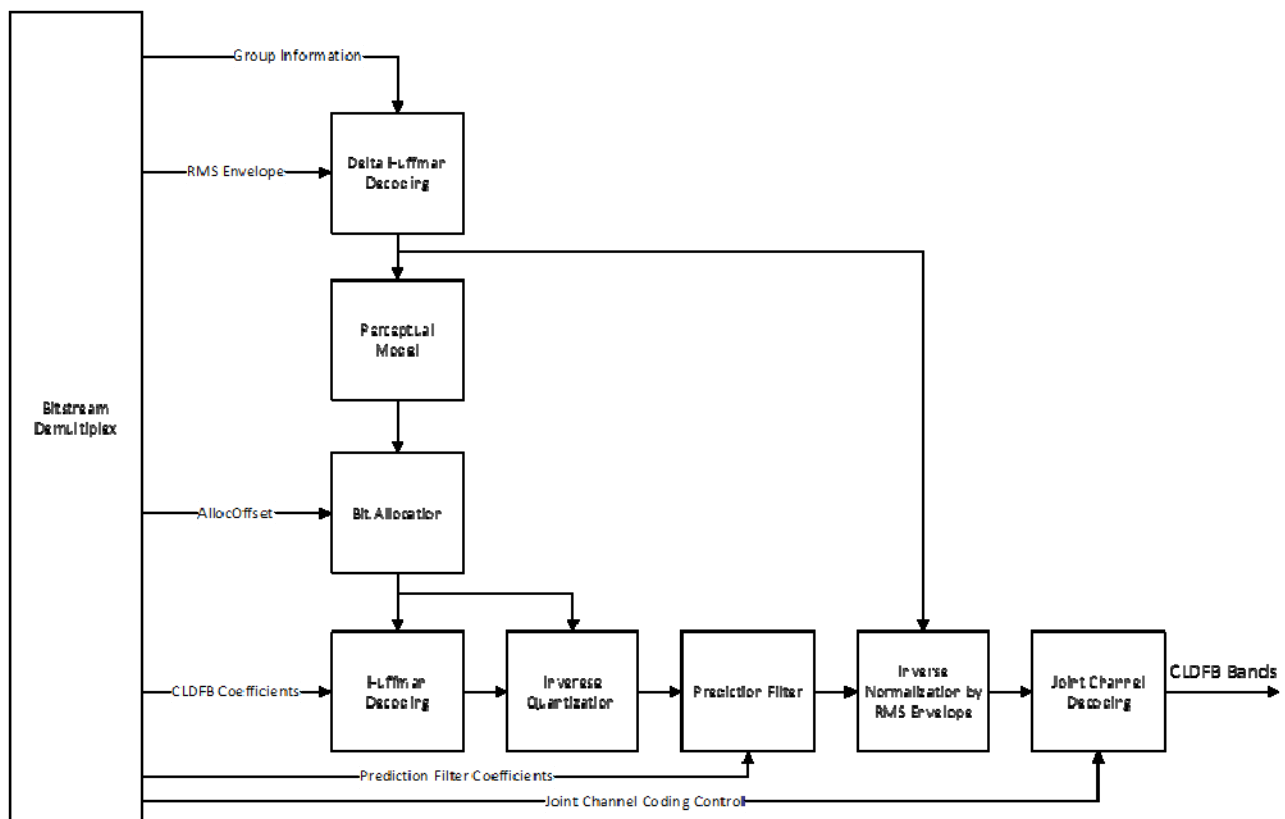 Group Information
Delta Huffman
Decoding
RMS Envelope
Perceptual
Model
Bitstream
Demultiplex
AllocOffset
Bit Allocation
CLDFB Coefficients
Huffman
Decoding
Inverese
Quantization
Prediction Filter
Inverse
Normalization by
RMS Envelope
Joint Channel
Decoding
CLDFB Bands
Prediction Filter Coefficients
Joint Channel Coding Control